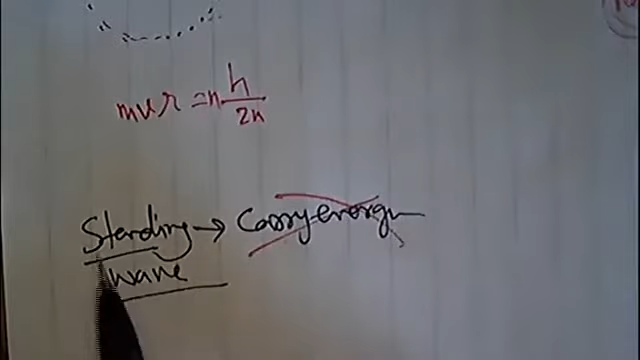 mvr = n h/2π
Standing → Carry energy
wave